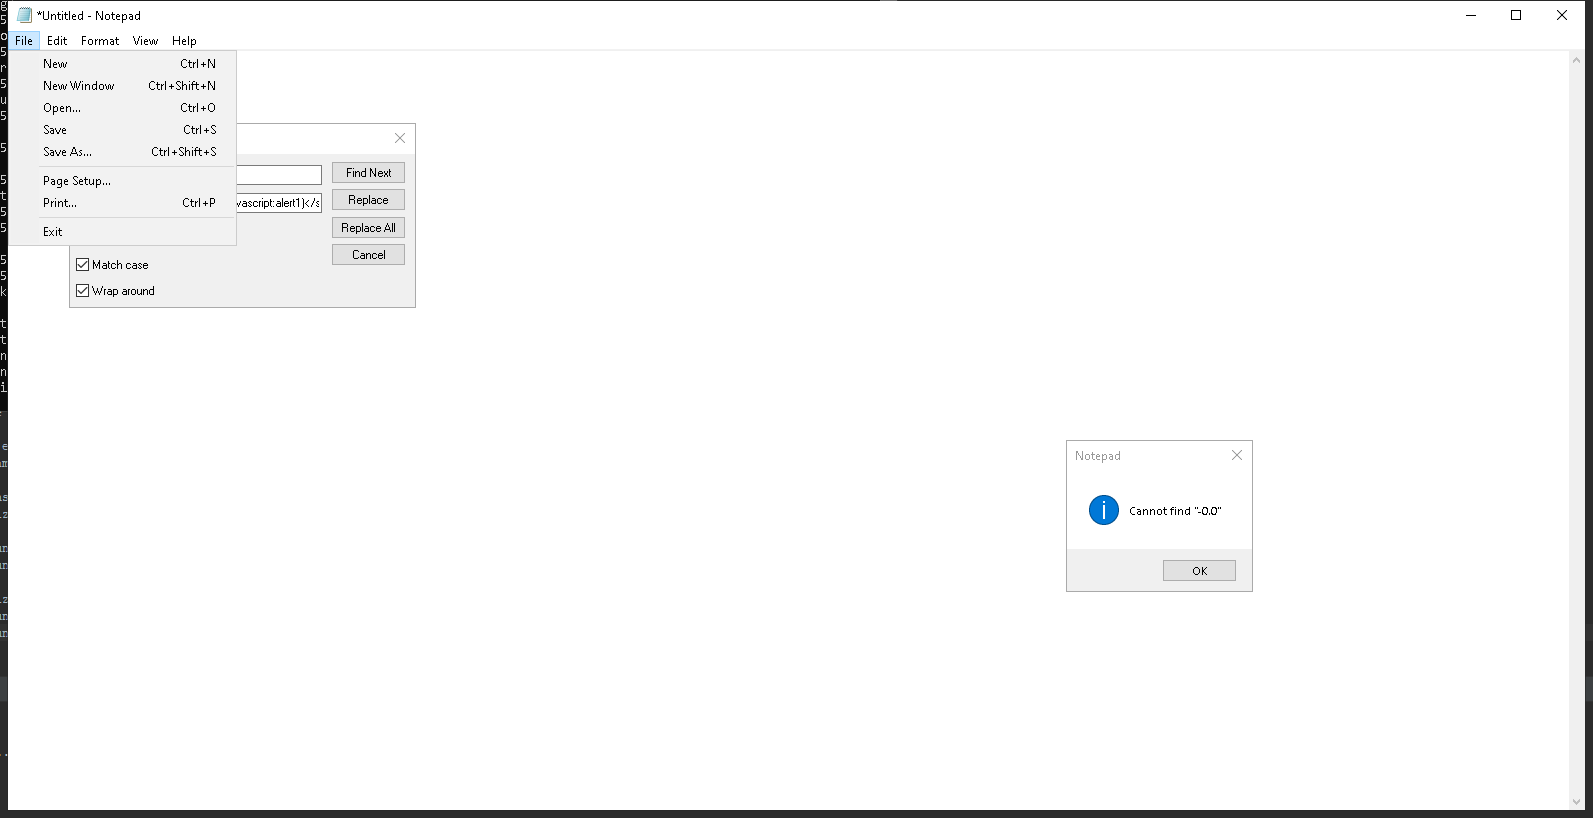 *Untitled - Notepad
File Edit Format View Help
New Ctrl+N
New Window Ctrl+Shift+N
Open... Ctrl+O
Save Ctrl+S
Save As... Ctrl+Shift+S
Page Setup...
Print... Ctrl+P
Exit
Find Next
vascript:alert1)</s
Replace
Replace All
Cancel
Match case
Wrap around
Notepad
Cannot find "-0.0"
OK